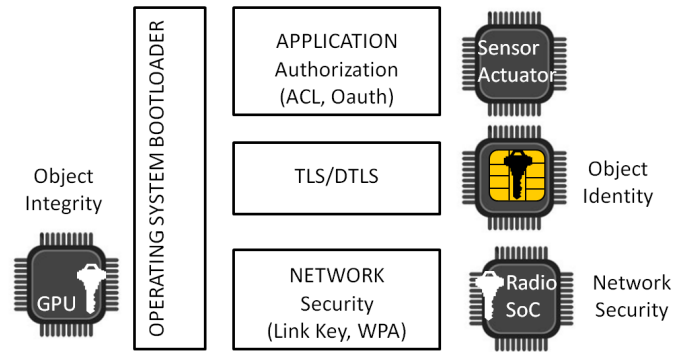 OPERATING SYSTEM BOOTLOADER
APPLICATION
Authorization
(ACL, Oauth)
Sensor
Actuator
TLS/DTLS
Object
Identity
Object
Integrity
GPU
NETWORK
Security
(Link Key, WPA)
Radio
SoC
Network
Security